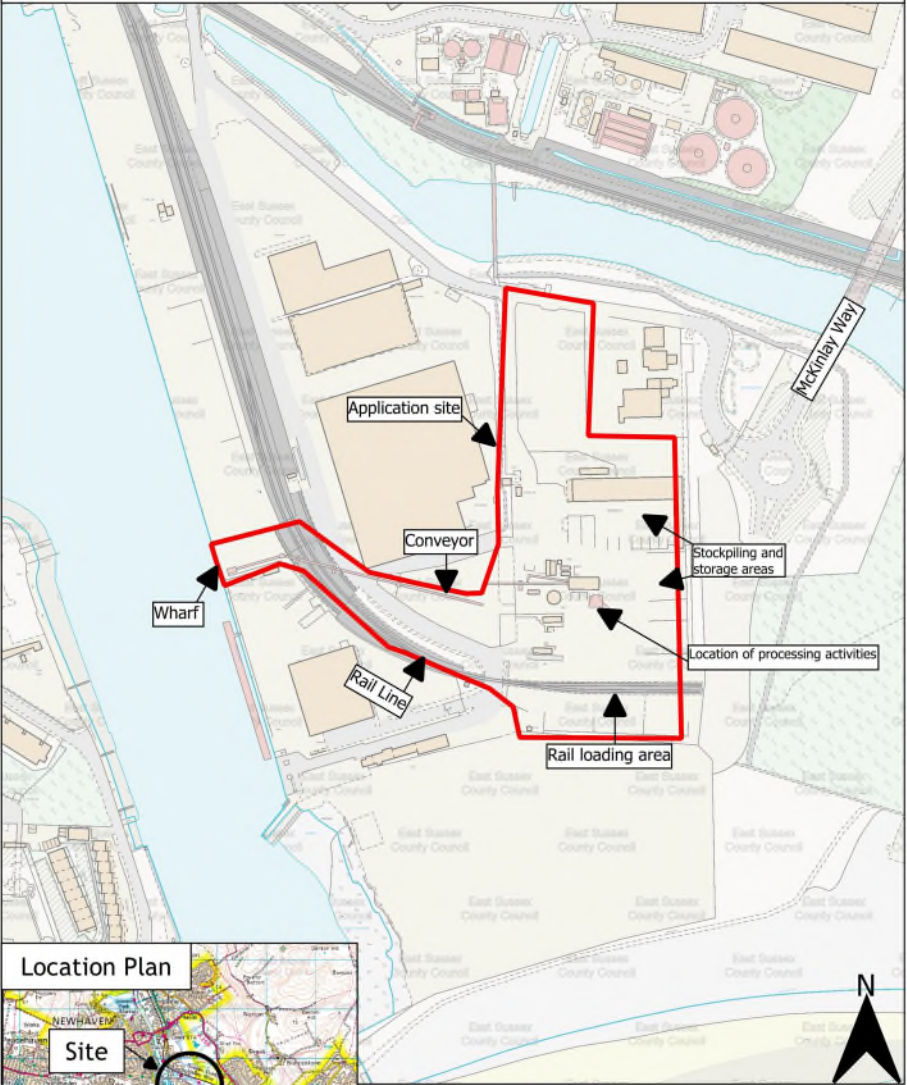 McKinlay Way
Application site
Conveyor
Stockpiling and
storage areas
Wharf
Location of processing activities
Rail Line
Rail loading area
Location Plan
NEWHAVEN
Site
N
East Sussex
County Council